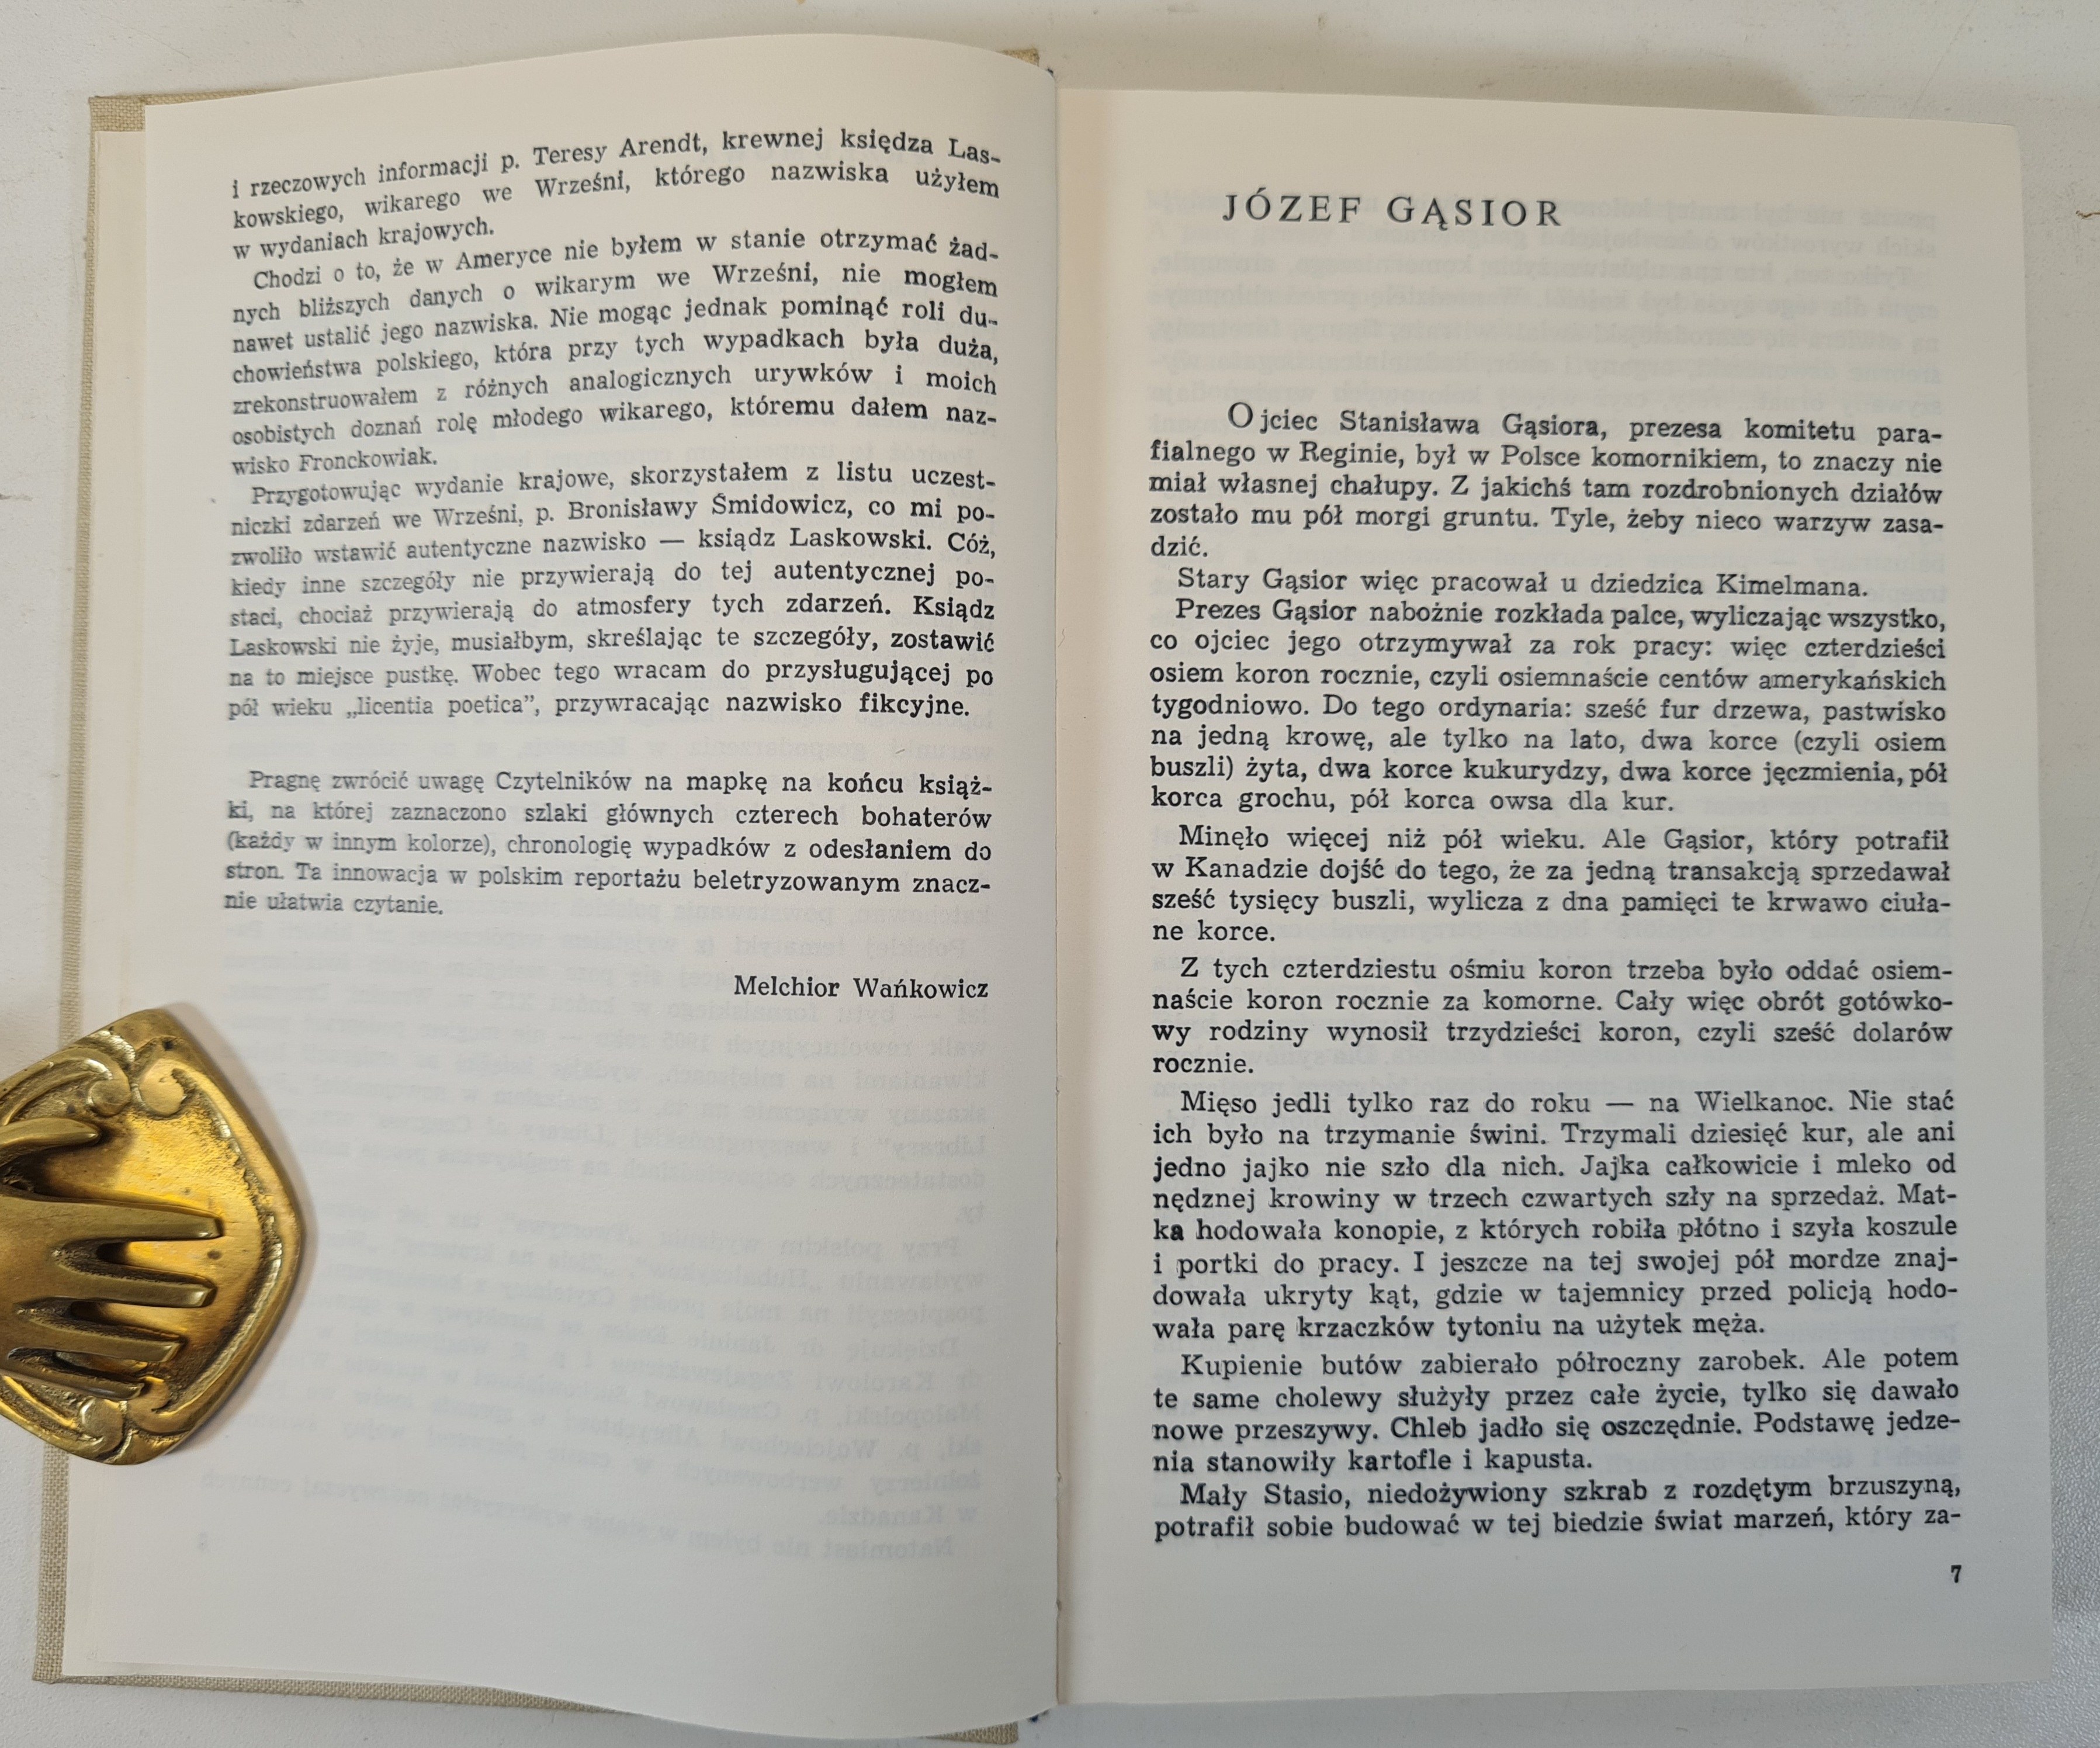 i rzeczowych informacji p. Teresy Arendt, krewnej księdza Las-
kowskiego, wikarego we Wrześni, którego nazwiska użyłem
w wydaniach krajowych.
Chodzi o to, że w Ameryce nie byłem w stanie otrzymać żad-
nych bliższych danych o wikarym we Wrześni, nie mogłem
nawet ustalić jego nazwiska. Nie mogąc jednak pominąć roli du-
chowieństwa polskiego, która przy tych wypadkach była duża,
zrekonstruowałem z różnych analogicznych urywków i moich
osobistych doznań rolę młodego wikarego, któremu dałem naz-
wisko Fronckowiak.
Przygotowując wydanie krajowe, skorzystałem z listu uczest-
niczki zdarzeń we Wrześni, p. Bronisławy Śmidowicz, co mi po-
zwoliło wstawić autentyczne nazwisko — ksiądz Laskowski. Cóż,
kiedy inne szczegóły nie przywierają do tej autentycznej po-
staci, chociaż przywierają do atmosfery tych zdarzeń. Ksiądz
Laskowski nie żyje, musiałbym, skreślając te szczegóły, zostawić
na to miejsce pustkę. Wobec tego wracam do przysługującej po
pół wieku „licentia poetica”, przywracając nazwisko fikcyjne.
Pragnę zwrócić uwagę Czytelników na mapkę na końcu książ-
ki, na której zaznaczono szlaki głównych czterech bohaterów
(każdy w innym kolorze), chronologię wypadków z odesłaniem do
stron. Ta innowacja w polskim reportażu beletryzowanym znacz-
nie ułatwia czytanie.
Melchior Wańkowicz
JÓZEF GĄSIOR
Ojciec Stanisława Gąsiora, prezesa komitetu para-
fialnego w Reginie, był w Polsce komornikiem, to znaczy nie
miał własnej chałupy. Z jakichś tam rozdrobnionych działów
zostało mu pół morgi gruntu. Tyle, żeby nieco warzyw zasa-
dzić.
Stary Gąsior więc pracował u dziedzica Kimelmana.
Prezes Gąsior nabożnie rozkłada palce, wyliczając wszystko,
co ojciec jego otrzymywał za rok pracy: więc czterdzieści
osiem koron rocznie, czyli osiemnaście centów amerykańskich
tygodniowo. Do tego ordynaria: sześć fur drzewa, pastwisko
na jedną krowę, ale tylko na lato, dwa korce (czyli osiem
buszli) żyta, dwa korce kukurydzy, dwa korce jęczmienia, pół
korca grochu, pół korca owsa dla kur.
Minęło więcej niż pół wieku. Ale Gąsior, który potrafił
w Kanadzie dojść do tego, że za jedną transakcją sprzedawał
sześć tysięcy buszli, wylicza z dna pamięci te krwawo ciuła-
ne korce.
Z tych czterdziestu ośmiu koron trzeba było oddać osiem-
naście koron rocznie za komorne. Cały więc obrót gotówko-
wy rodziny wynosił trzydzieści koron, czyli sześć dolarów
rocznie.
Mięso jedli tylko raz do roku — na Wielkanoc. Nie stać
ich było na trzymanie świni. Trzymali dziesięć kur, ale ani
jedno jajko nie szło dla nich. Jajka całkowicie i mleko od
nędznej krowiny w trzech czwartych szły na sprzedaż. Mat-
ka hodowała konopie, z których robiła płótno i szyła koszule
i portki do pracy. I jeszcze na tej swojej pół mordze znaj-
dowała ukryty kąt, gdzie w tajemnicy przed policją hodo-
wała parę krzaczków tytoniu na użytek męża.
Kupienie butów zabierało półroczny zarobek. Ale potem
te same cholewy służyły przez całe życie, tylko się dawało
nowe przeszywy. Chleb jadło się oszczędnie. Podstawę jedze-
nia stanowiły kartofle i kapusta.
Mały Stasio, niedożywiony szkrab z rozdętym brzuszyną,
potrafił sobie budować w tej biedzie świat marzeń, który za-
7